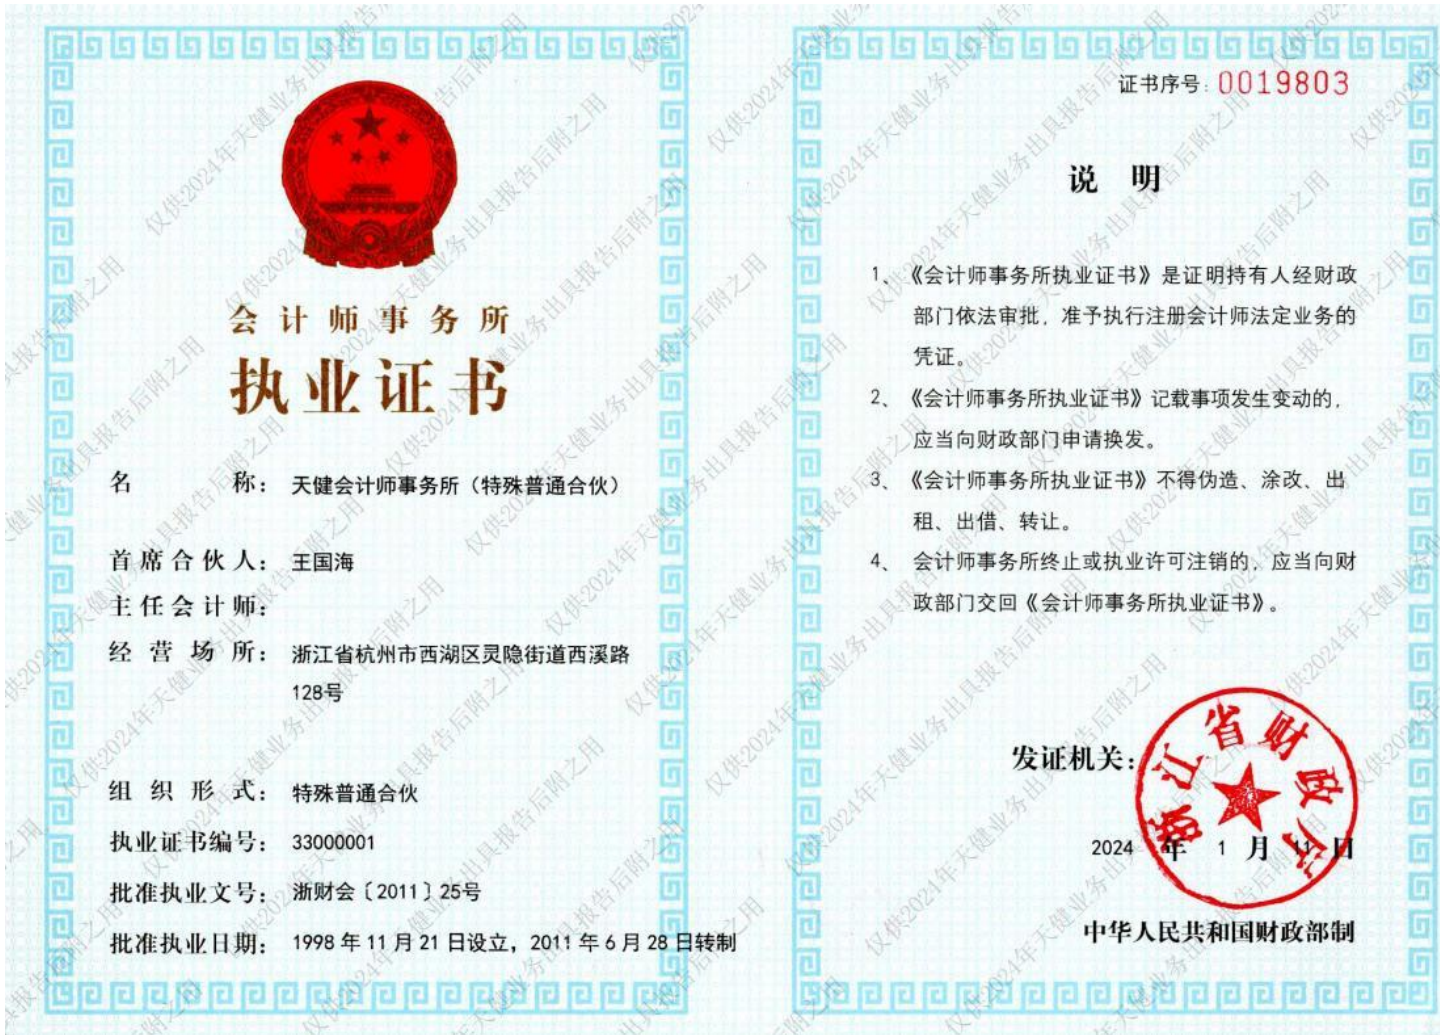 会计师事务所
执业证书
名称： 天健会计师事务所（特殊普通合伙）
首席合伙人： 王国海
主任会计师：
经营场所： 浙江省杭州市西湖区灵隐街道西溪路
128号
组织形式： 特殊普通合伙
执业证书编号： 33000001
批准执业文号： 浙财会〔2011〕25号
批准执业日期： 1998 年 11 月 21 日设立，2011 年 6 月 28 日转制
证书序号：0019803
说 明
1、《会计师事务所执业证书》是证明持有人经财政
部门依法审批，准予执行注册会计师法定业务的
凭证。
2、《会计师事务所执业证书》记载事项发生变动的，
应当向财政部门申请换发。
3、《会计师事务所执业证书》不得伪造、涂改、出
租、出借、转让。
4、会计师事务所终止或执业许可注销的，应当向财
政部门交回《会计师事务所执业证书》。
发证机关：
浙江省财政厅
2024 年 1 月 11 日
中华人民共和国财政部制
仅供2024年天健业务出具报告后附之用